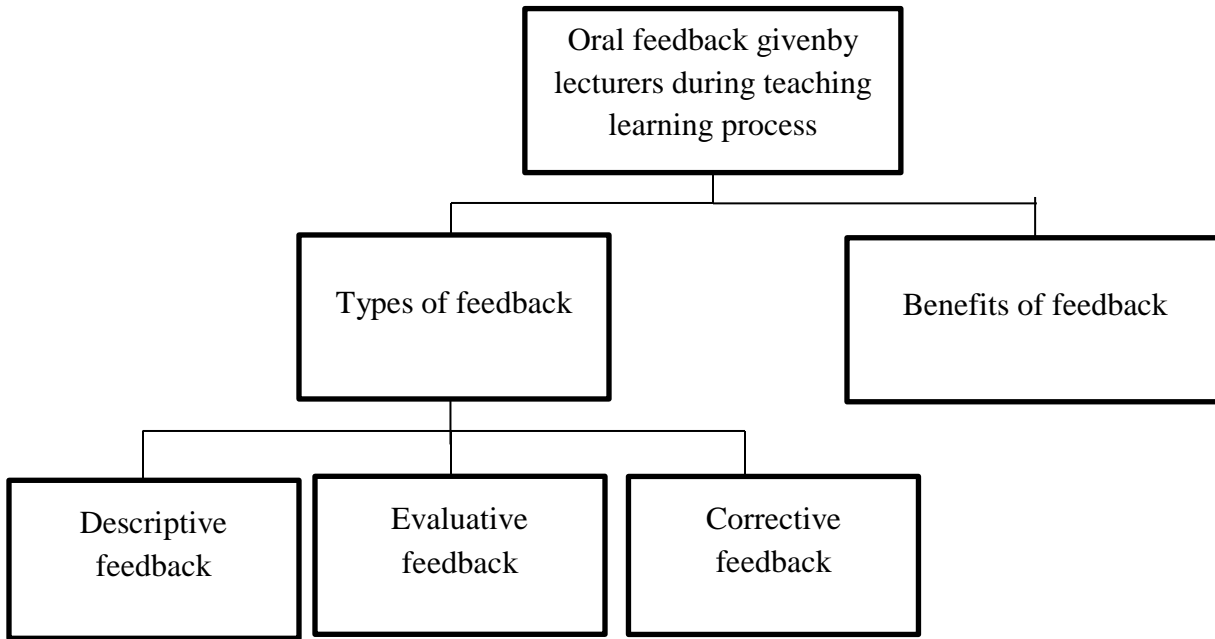 Oral feedback givenby
lecturers during teaching
learning process
Types of feedback
Benefits of feedback
Descriptive
feedback
Evaluative
feedback
Corrective
feedback